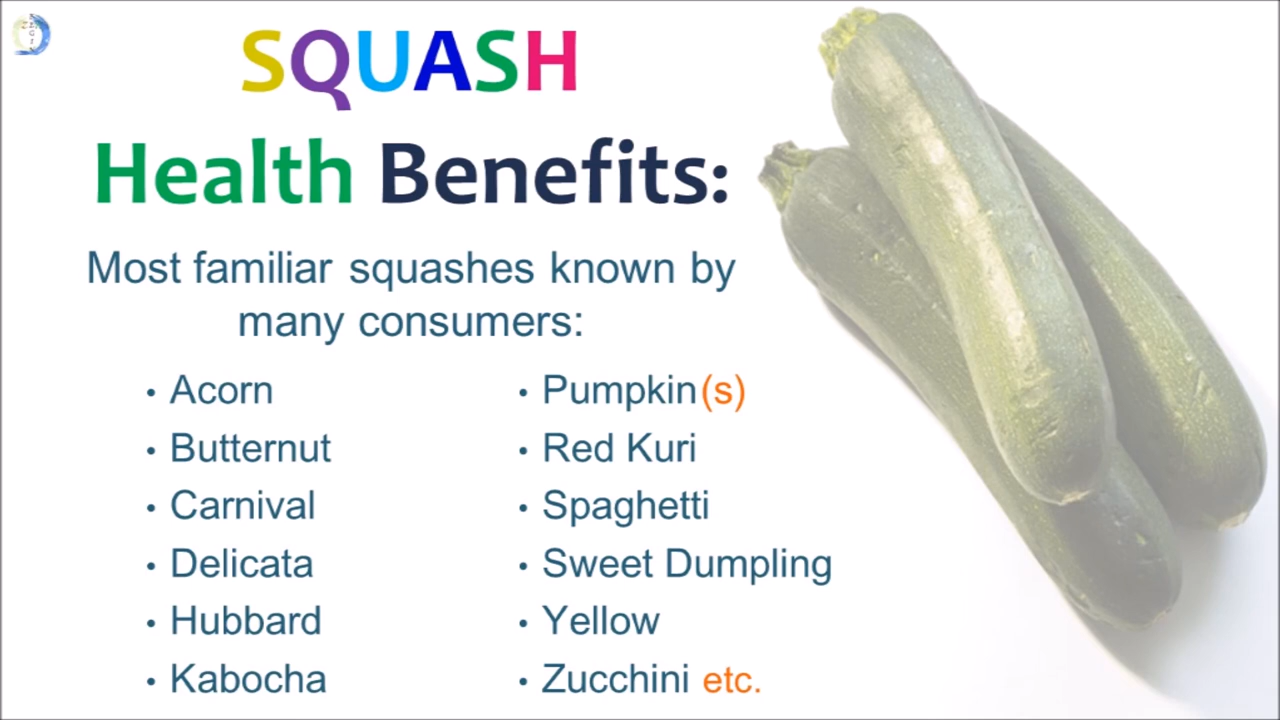 SQUASH
Health Benefits:
Most familiar squashes known by
many consumers:
• Acorn
• Butternut
• Carnival
• Delicata
• Hubbard
• Kabocha
• Pumpkin(s)
• Red Kuri
• Spaghetti
• Sweet Dumpling
• Yellow
• Zucchini etc.